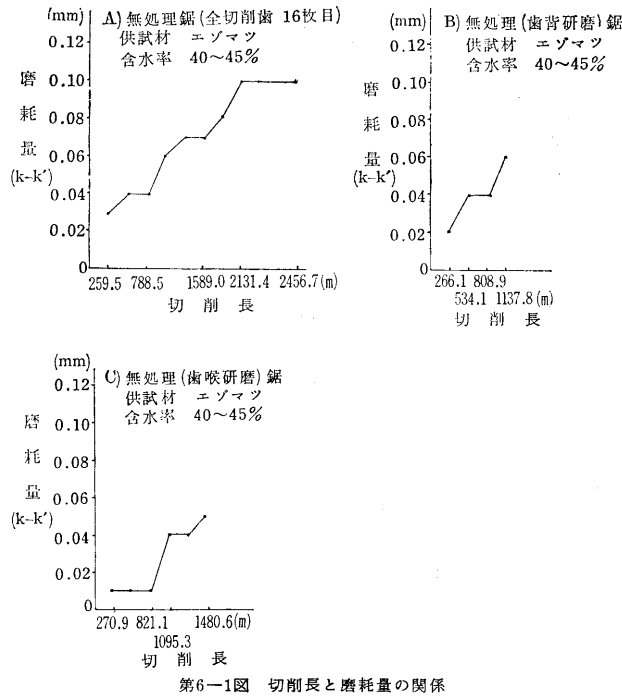 (mm)
A) 無処理鋸 (全切削歯 16枚目)
供試材 エゾマツ
含水率 40～45%
0.12
0.10
0.08
0.06
0.04
0.02
0
磨耗量
(k-k′)
259.5 788.5 1589.0 2131.4 2456.7(m)
切削長
(mm)
B) 無処理 (歯背研磨) 鋸
供試材 エゾマツ
含水率 40～45%
0.12
0.10
0.08
0.06
0.04
0.02
0
磨耗量
(k-k′)
266.1 808.9
534.1 1137.8 (m)
切削長
(mm)
C) 無処理 (歯喉研磨) 鋸
供試材 エゾマツ
含水率 40～45%
0.12
0.10
0.08
0.06
0.04
0.02
0
磨耗量
(k-k′)
270.9 821.1 1480.6(m)
1095.3
切削長
第6―1図 切削長と磨耗量の関係